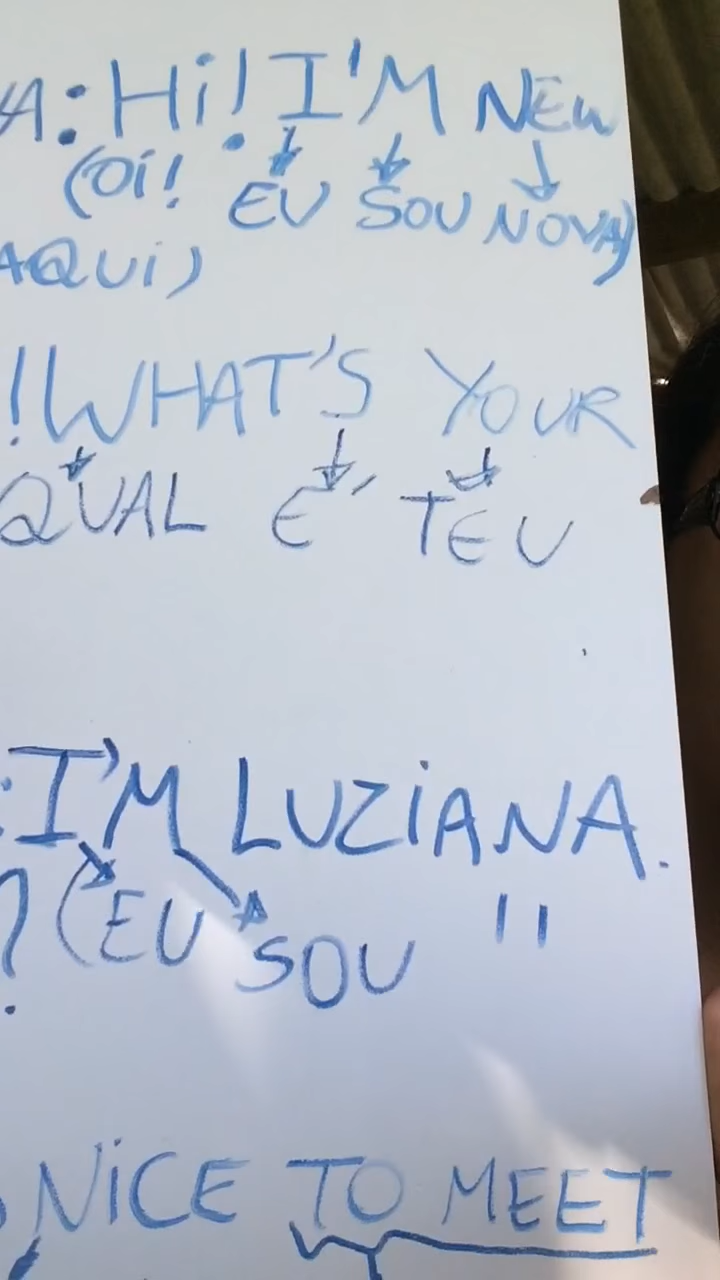 A: Hi! I'M NEW
(Oi! EU SOU NOVA)
AQUi)
! WHAT'S YOUR
QUAL É TEU
: I'M LUZiANA.
? (EU SOU "
NiCE TO MEET